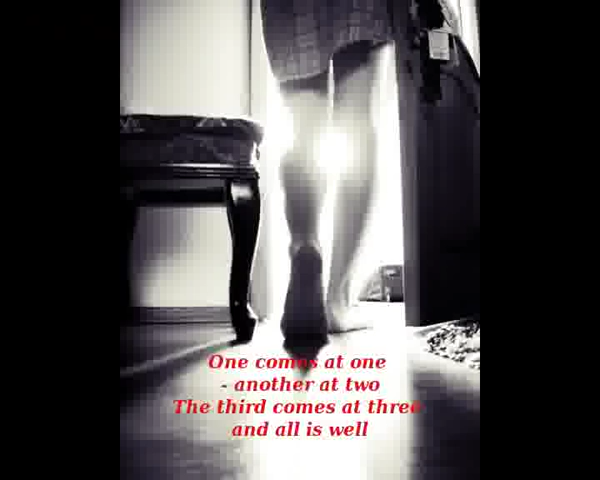 One comes at one
- another at two
The third comes at three
and all is well